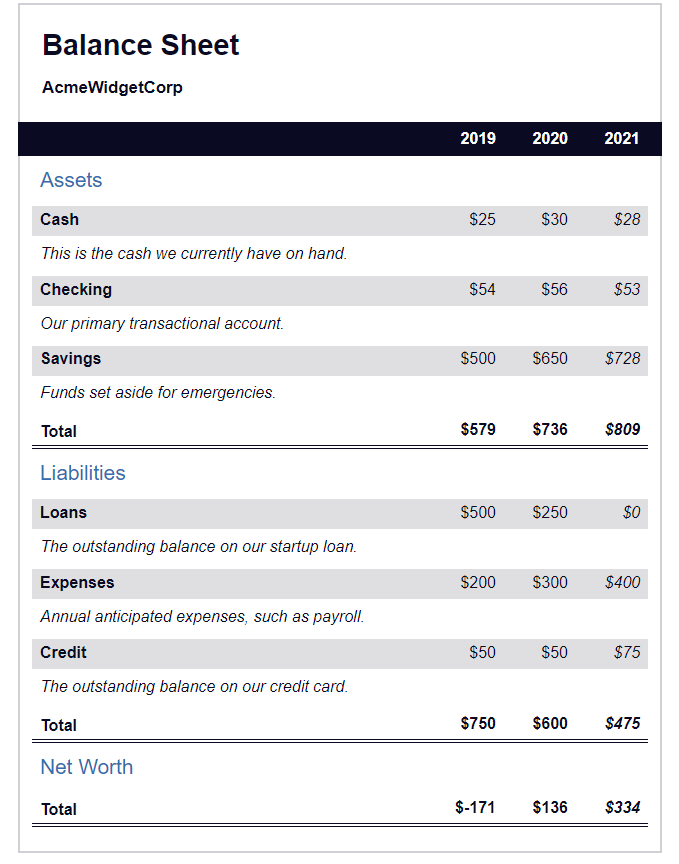 Balance Sheet
AcmeWidgetCorp
2019 2020 2021
Assets
Cash $25 $30 $28
This is the cash we currently have on hand.
Checking $54 $56 $53
Our primary transactional account.
Savings $500 $650 $728
Funds set aside for emergencies.
Total $579 $736 $809
Liabilities
Loans $500 $250 $0
The outstanding balance on our startup loan.
Expenses $200 $300 $400
Annual anticipated expenses, such as payroll.
Credit $50 $50 $75
The outstanding balance on our credit card.
Total $750 $600 $475
Net Worth
Total $-171 $136 $334